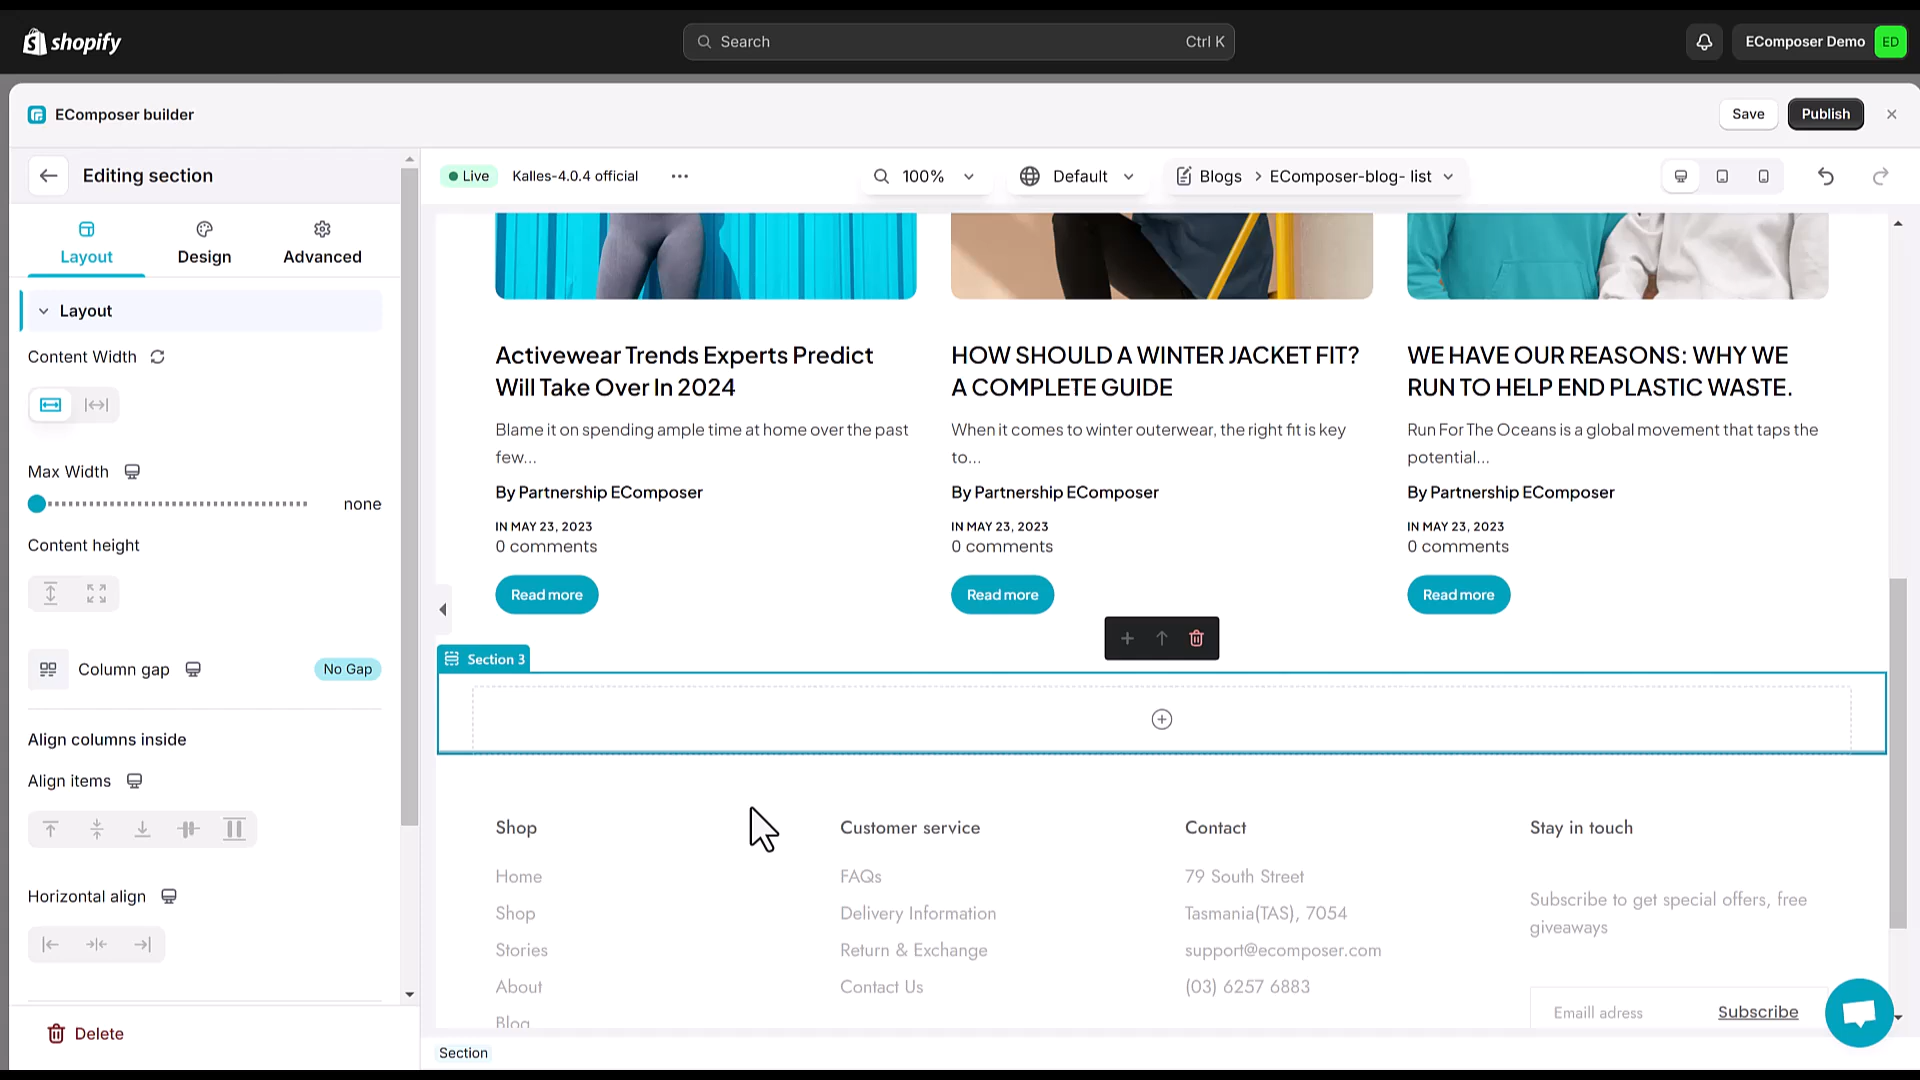 shopify
Search
Ctrl K
EComposer Demo
ED
EComposer builder
Save
Publish
Editing section
Live
Kalles-4.0.4 official
100%
Default
Blogs
EComposer-blog- list
Layout
Design
Advanced
Layout
Content Width
Max Width
none
Content height
Column gap
No Gap
Align columns inside
Align items
Horizontal align
Delete
Activewear Trends Experts Predict
Will Take Over In 2024
Blame it on spending ample time at home over the past
few...
By Partnership EComposer
IN MAY 23, 2023
0 comments
Read more
HOW SHOULD A WINTER JACKET FIT?
A COMPLETE GUIDE
When it comes to winter outerwear, the right fit is key
to...
By Partnership EComposer
IN MAY 23, 2023
0 comments
Read more
WE HAVE OUR REASONS: WHY WE
RUN TO HELP END PLASTIC WASTE.
Run For The Oceans is a global movement that taps the
potential...
By Partnership EComposer
IN MAY 23, 2023
0 comments
Read more
Section 3
Shop
Home
Shop
Stories
About
Blog
Customer service
FAQs
Delivery Information
Return & Exchange
Contact Us
Contact
79 South Street
Tasmania(TAS), 7054
support@ecomposer.com
(03) 6257 6883
Stay in touch
Subscribe to get special offers, free
giveaways
Emaill adress
Subscribe
Section